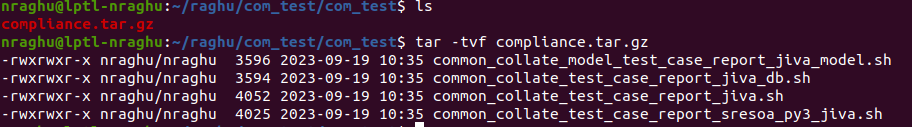 nraghu@lptl-nraghu:~/raghu/com_test/com_test$ ls
compliance.tar.gz
nraghu@lptl-nraghu:~/raghu/com_test/com_test$ tar -tvf compliance.tar.gz
-rwxrwxr-x nraghu/nraghu  3596 2023-09-19 10:35 common_collate_model_test_case_report_jiva_model.sh
-rwxrwxr-x nraghu/nraghu  3594 2023-09-19 10:35 common_collate_test_case_report_jiva_db.sh
-rwxrwxr-x nraghu/nraghu  4052 2023-09-19 10:35 common_collate_test_case_report_jiva.sh
-rwxrwxr-x nraghu/nraghu  4025 2023-09-19 10:35 common_collate_test_case_report_sresoa_py3_jiva.sh